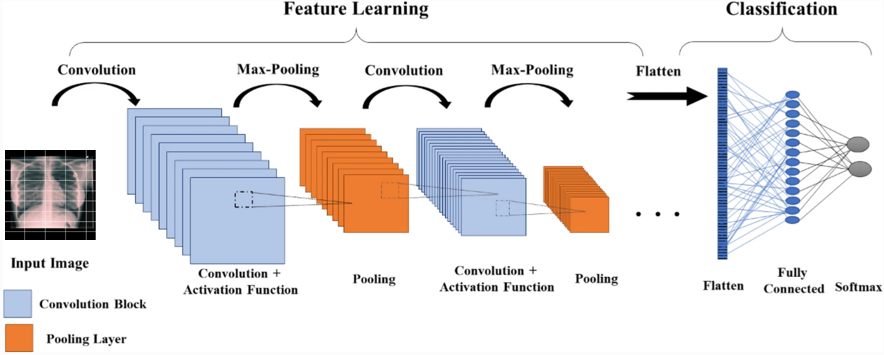 Feature Learning
Classification
Convolution
Max-Pooling
Convolution
Max-Pooling
Flatten
Input Image
Convolution +
Activation Function
Pooling
Convolution +
Activation Function
Pooling
. . .
Flatten
Fully
Connected
Softmax
Convolution Block
Pooling Layer